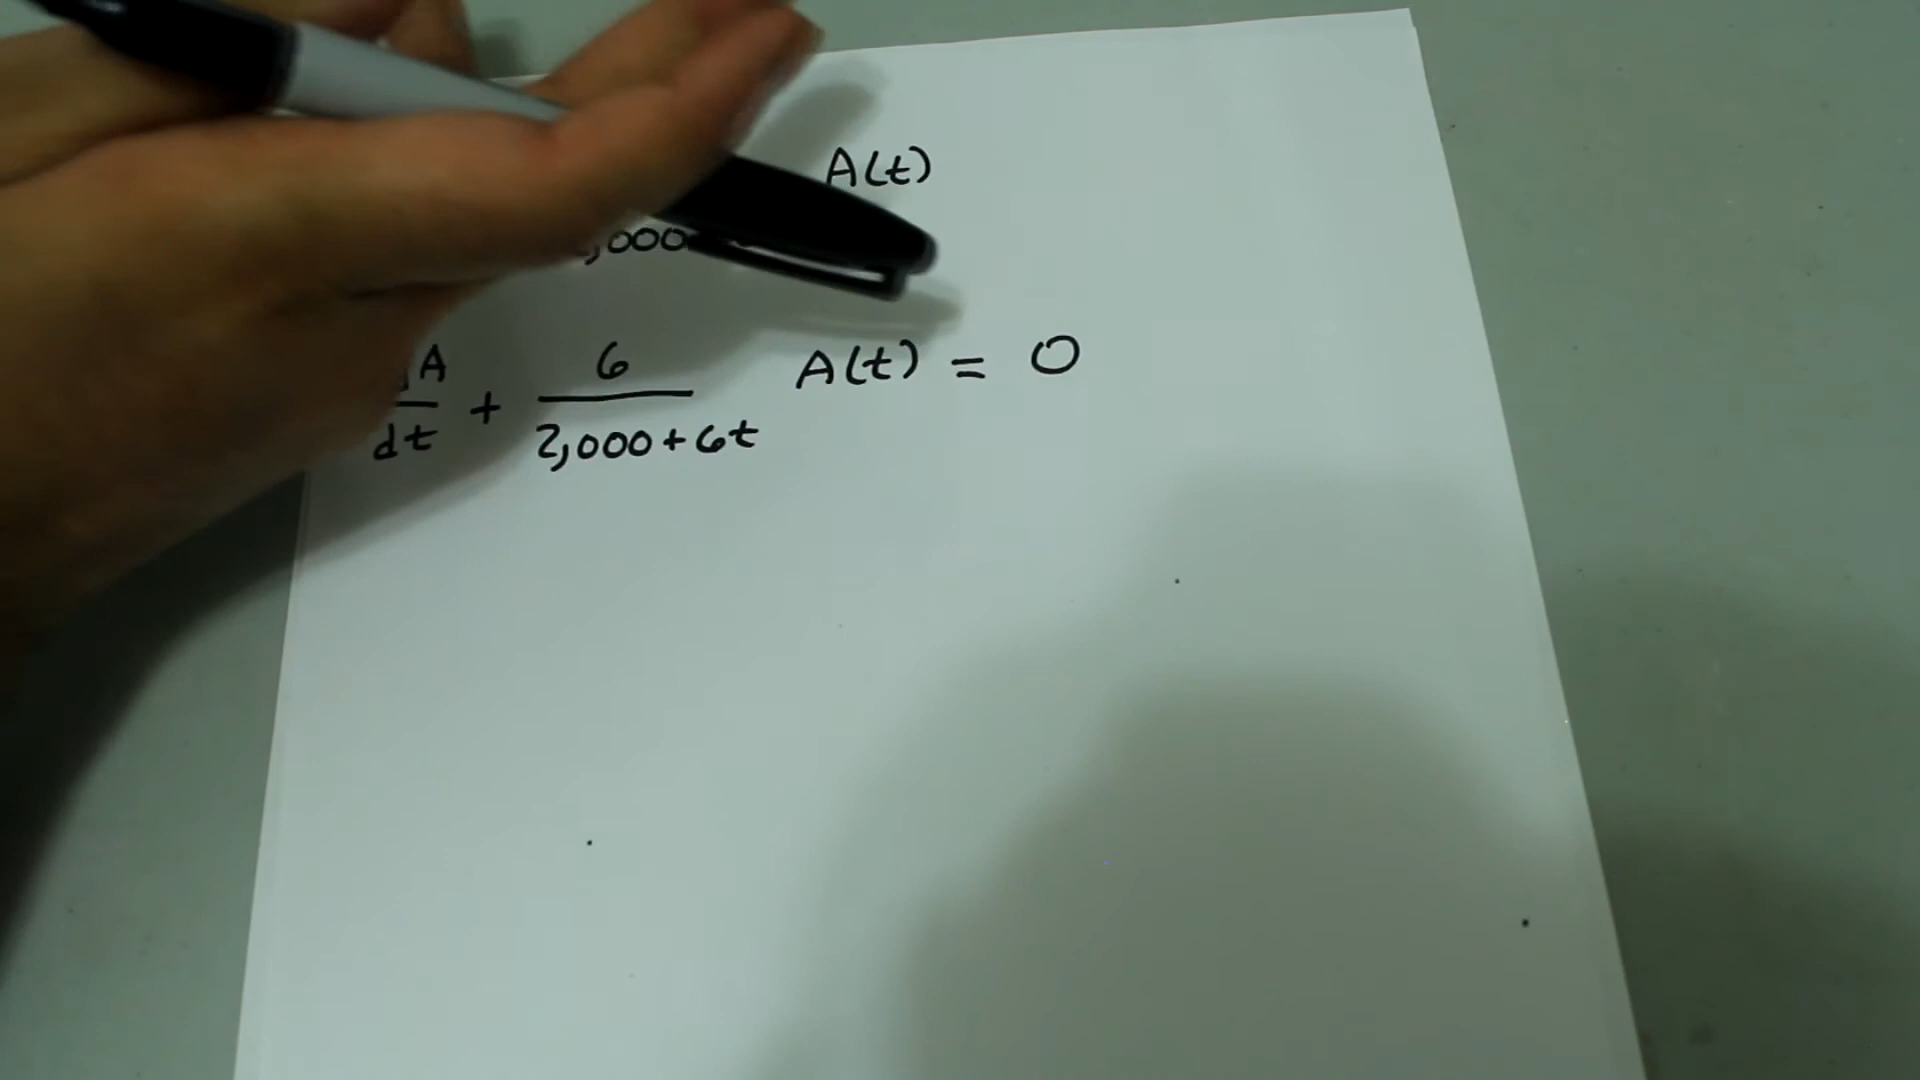 A(t)
,000
A 6 A(t) = 0
dt + 2,000+6t